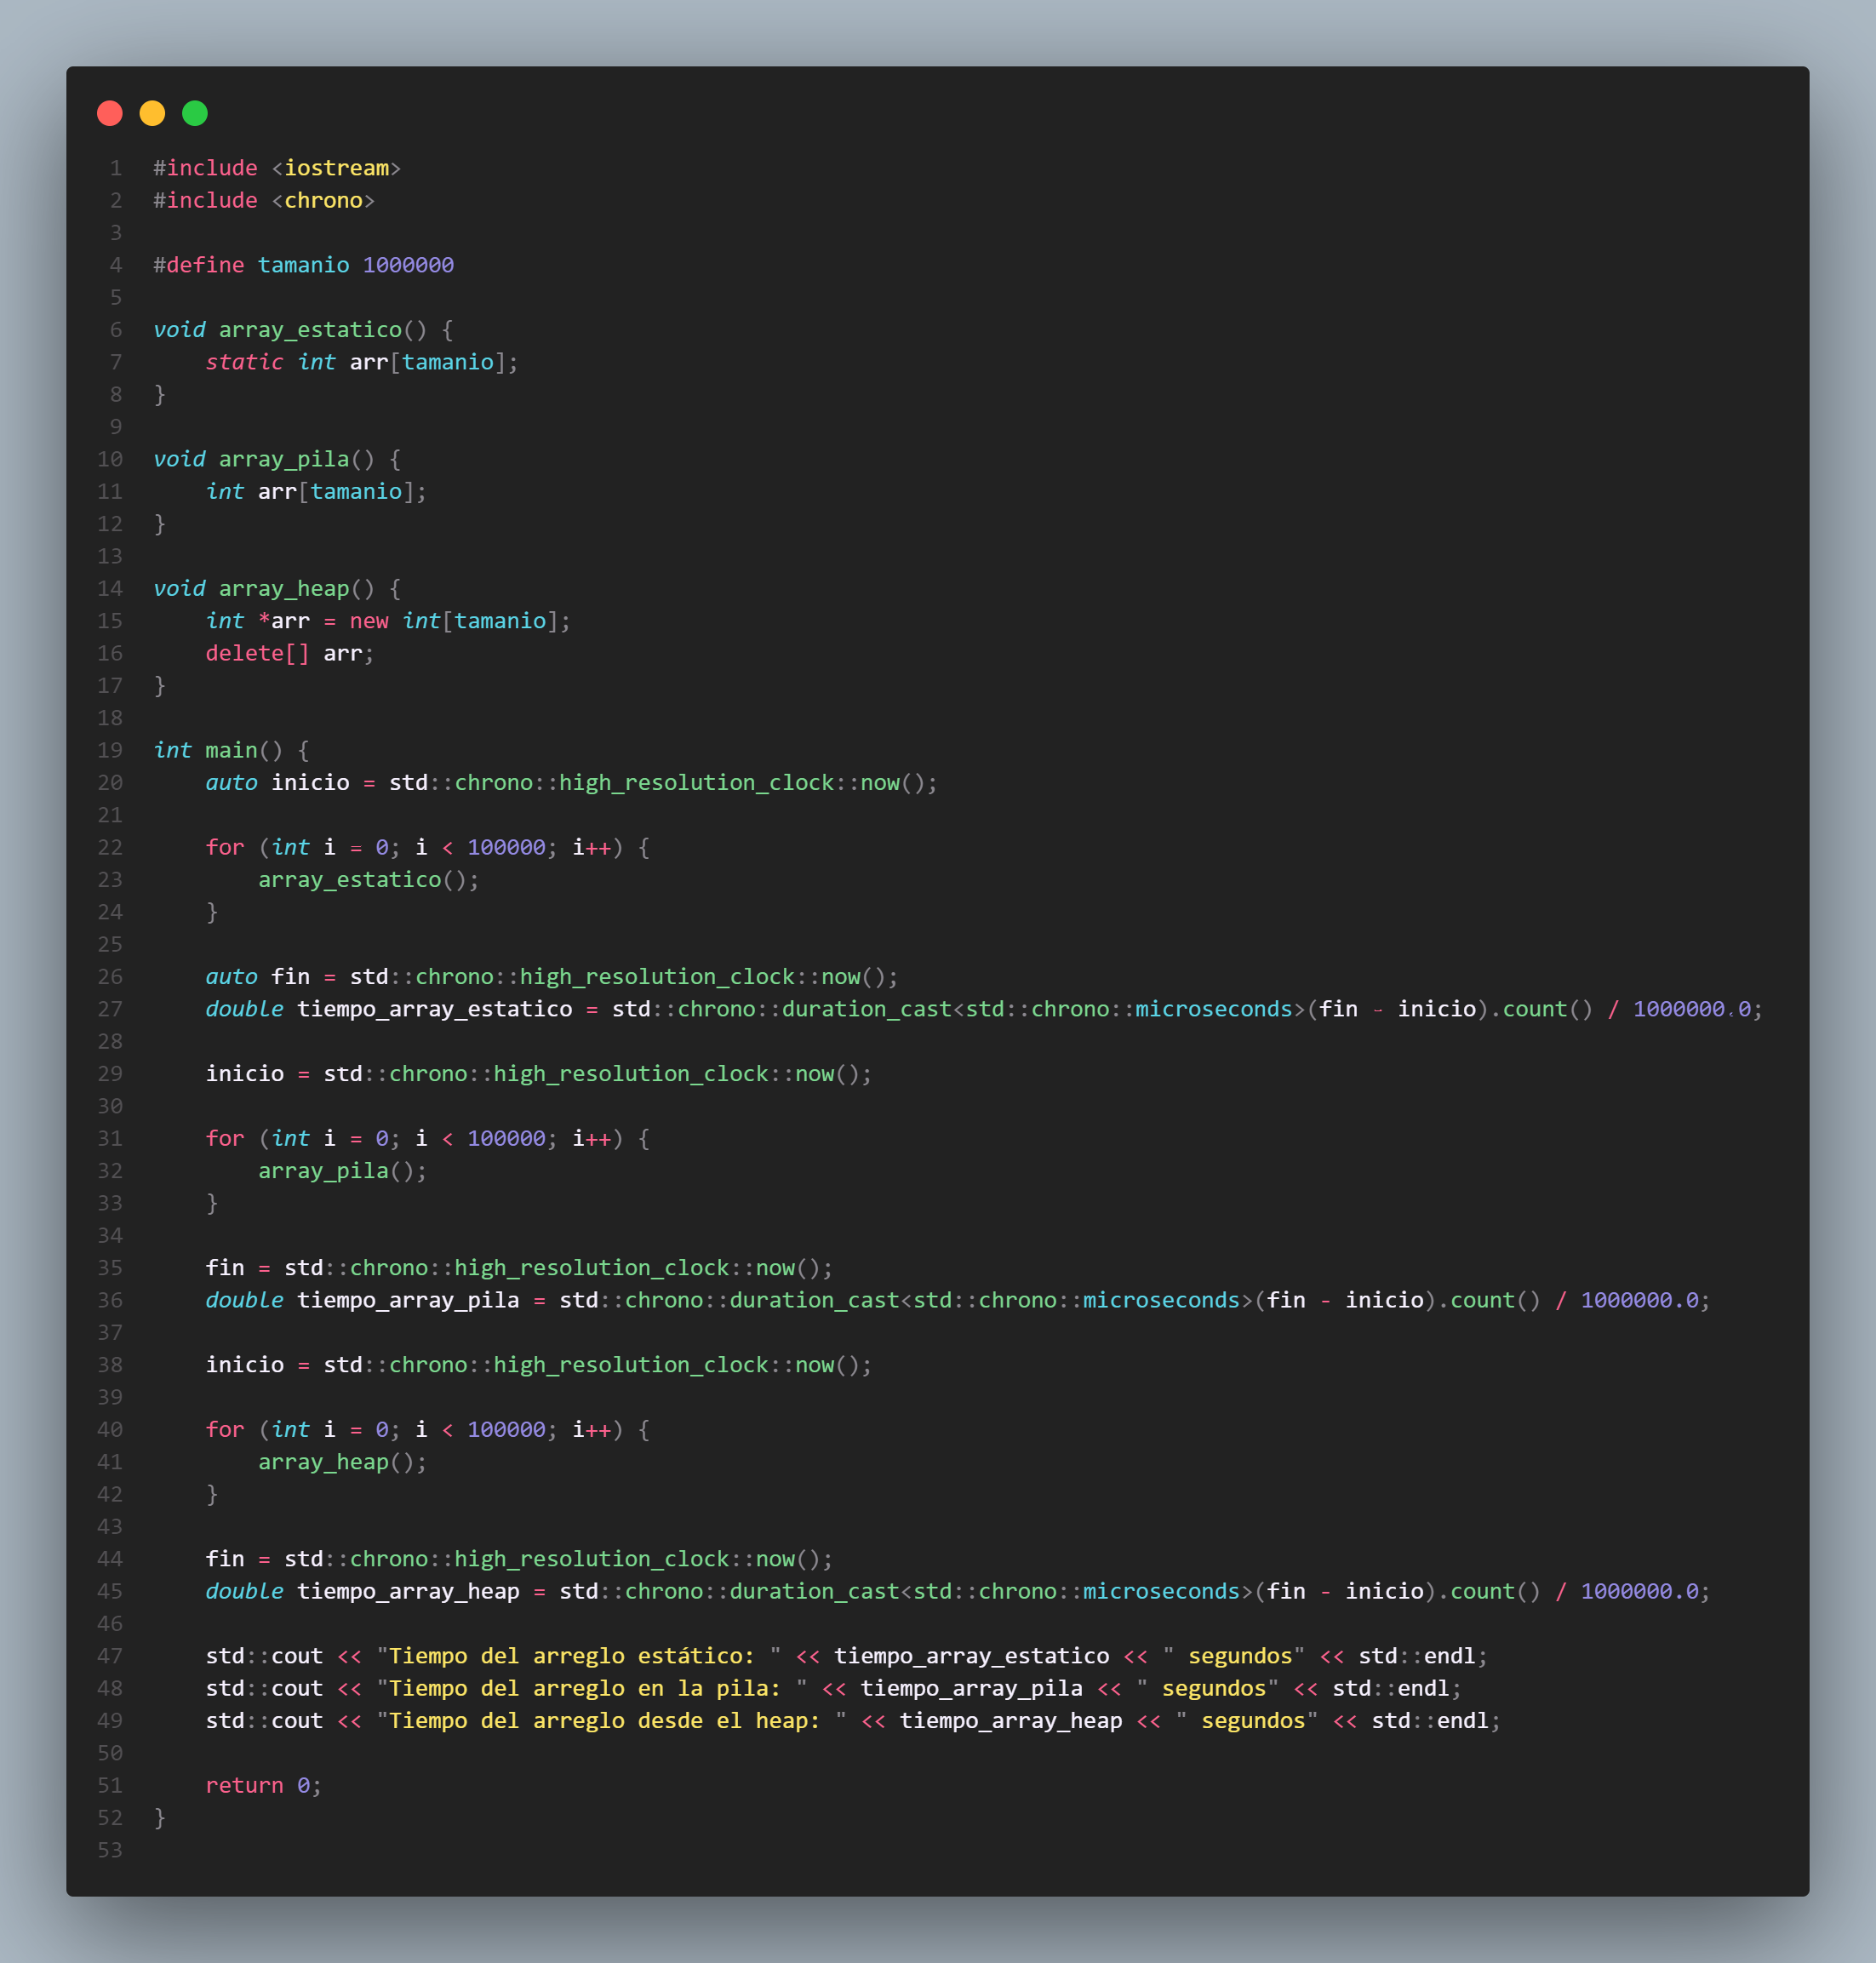 1 #include <iostream>
2 #include <chrono>
3
4 #define tamanio 1000000
5
6 void array_estatico() {
7     static int arr[tamanio];
8 }
9
10 void array_pila() {
11     int arr[tamanio];
12 }
13
14 void array_heap() {
15     int *arr = new int[tamanio];
16     delete[] arr;
17 }
18
19 int main() {
20     auto inicio = std::chrono::high_resolution_clock::now();
21
22     for (int i = 0; i < 100000; i++) {
23         array_estatico();
24     }
25
26     auto fin = std::chrono::high_resolution_clock::now();
27     double tiempo_array_estatico = std::chrono::duration_cast<std::chrono::microseconds>(fin - inicio).count() / 1000000.0;
28
29     inicio = std::chrono::high_resolution_clock::now();
30
31     for (int i = 0; i < 100000; i++) {
32         array_pila();
33     }
34
35     fin = std::chrono::high_resolution_clock::now();
36     double tiempo_array_pila = std::chrono::duration_cast<std::chrono::microseconds>(fin - inicio).count() / 1000000.0;
37
38     inicio = std::chrono::high_resolution_clock::now();
39
40     for (int i = 0; i < 100000; i++) {
41         array_heap();
42     }
43
44     fin = std::chrono::high_resolution_clock::now();
45     double tiempo_array_heap = std::chrono::duration_cast<std::chrono::microseconds>(fin - inicio).count() / 1000000.0;
46
47     std::cout << "Tiempo del arreglo estático: " << tiempo_array_estatico << " segundos" << std::endl;
48     std::cout << "Tiempo del arreglo en la pila: " << tiempo_array_pila << " segundos" << std::endl;
49     std::cout << "Tiempo del arreglo desde el heap: " << tiempo_array_heap << " segundos" << std::endl;
50
51     return 0;
52 }
53